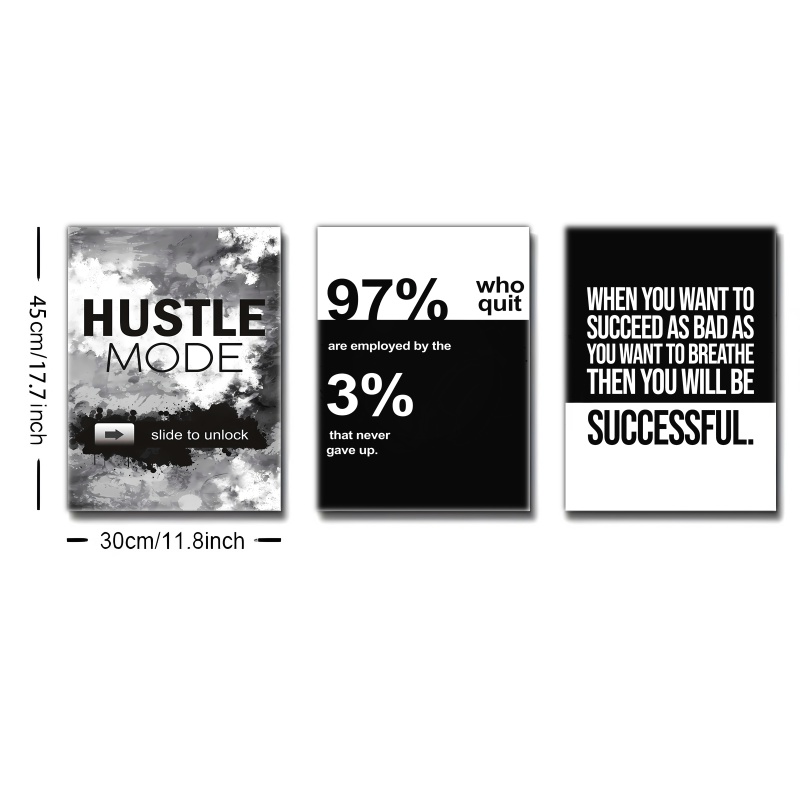 45cm/17.7inch
HUSTLE
MODE
slide to unlock
30cm/11.8inch
97% who
quit
are employed by the
3%
that never
gave up.
WHEN YOU WANT TO
SUCCEED AS BAD AS
YOU WANT TO BREATHE
THEN YOU WILL BE
SUCCESSFUL.